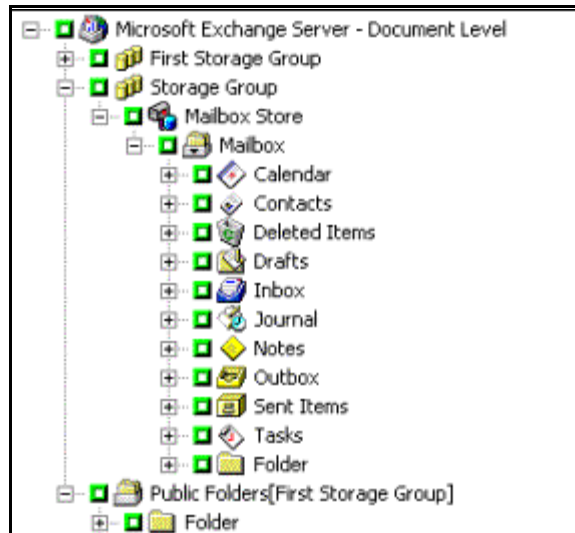 Microsoft Exchange Server - Document Level
First Storage Group
Storage Group
Mailbox Store
Mailbox
Calendar
Contacts
Deleted Items
Drafts
Inbox
Journal
Notes
Outbox
Sent Items
Tasks
Folder
Public Folders[First Storage Group]
Folder